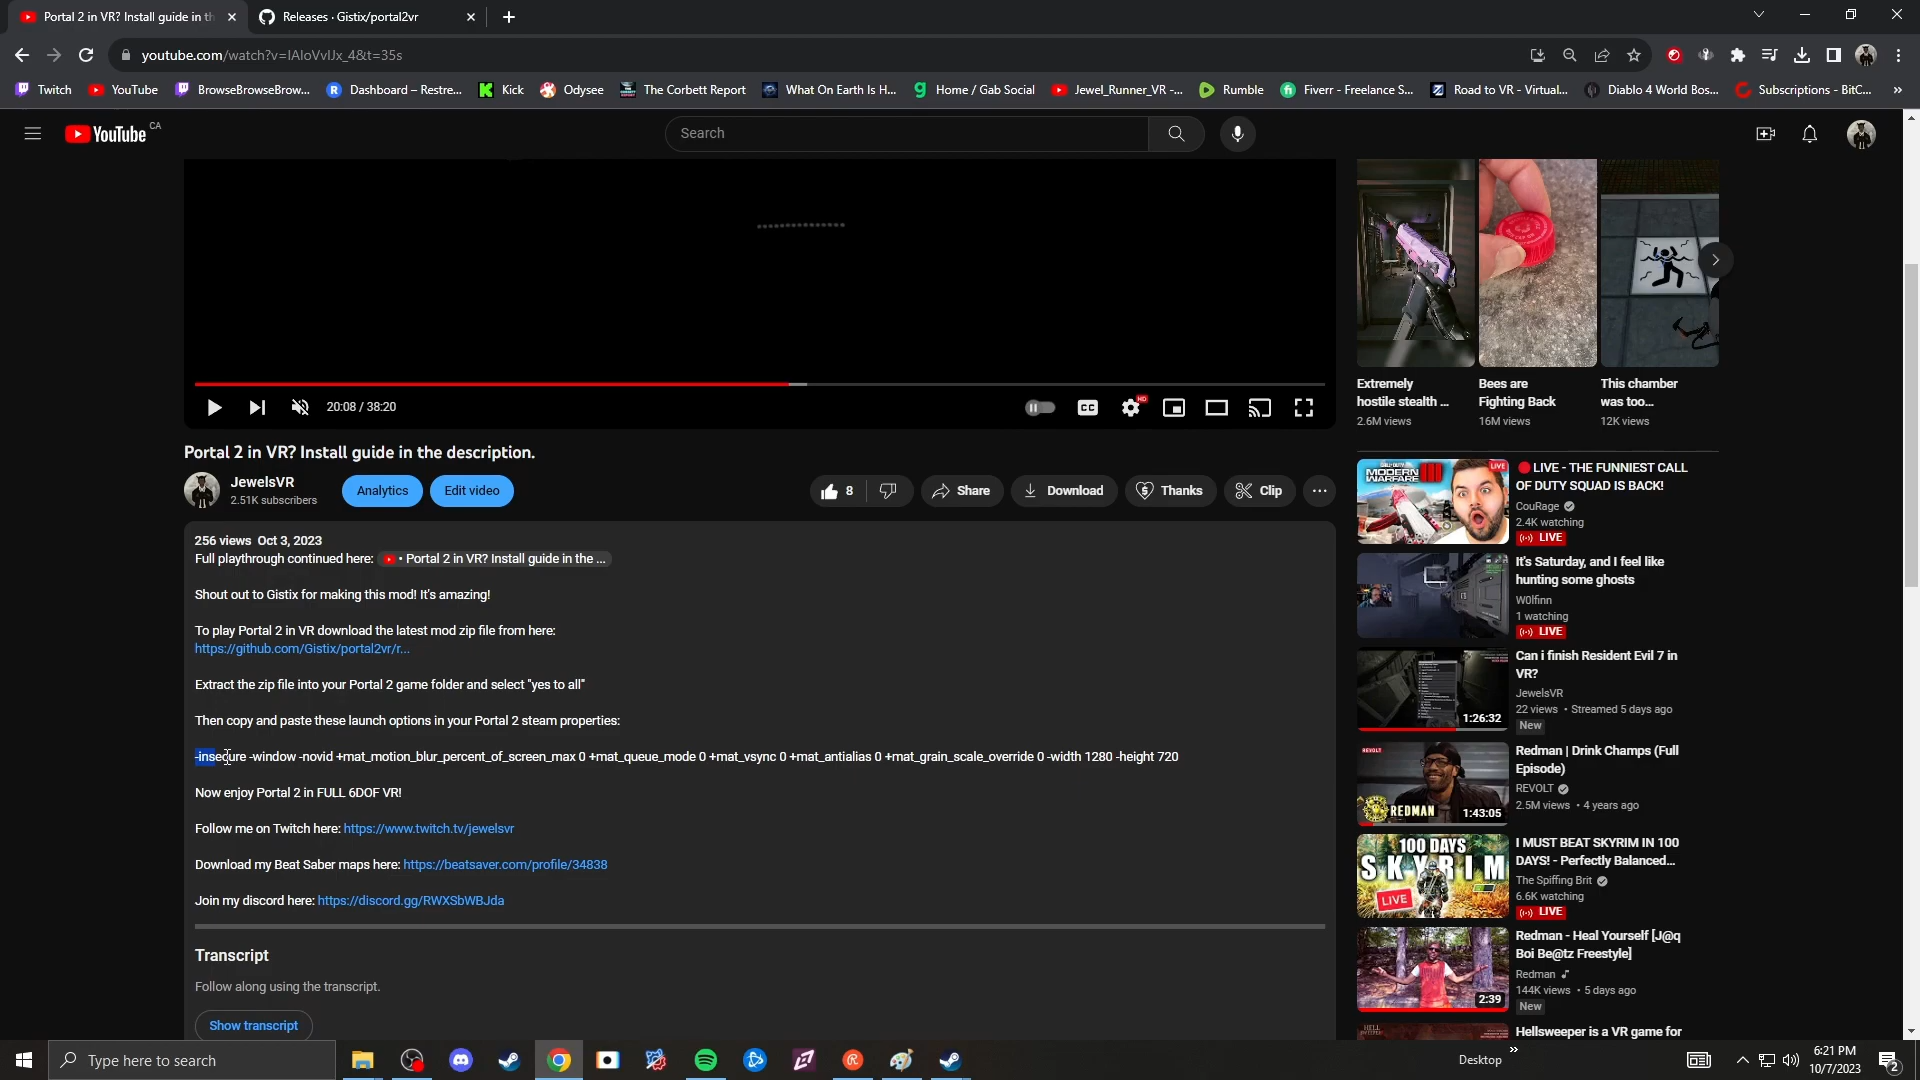 Portal 2 in VR? Install guide in th
Releases · Gistix/portal2vr
youtube.com/watch?v=IAIoVvIJx_4&t=35s
Twitch
YouTube
BrowseBrowseBrow...
Dashboard – Restre...
Kick
Odysee
The Corbett Report
What On Earth Is H...
Home / Gab Social
Jewel_Runner_VR -...
Rumble
Fiverr - Freelance S...
Road to VR - Virtual...
Diablo 4 World Bos...
Subscriptions - BitC...
»
YouTube CA
Search
20:08 / 38:20
CC
HD
Extremely
hostile stealth ...
2.6M views
Bees are
Fighting Back
16M views
This chamber
was too...
12K views
Portal 2 in VR? Install guide in the description.
JewelsVR
2.51K subscribers
Analytics
Edit video
8
Share
Download
Thanks
Clip
256 views Oct 3, 2023
Full playthrough continued here: • Portal 2 in VR? Install guide in the ...
Shout out to Gistix for making this mod! It's amazing!
To play Portal 2 in VR download the latest mod zip file from here:
https://github.com/Gistix/portal2vr/r...
Extract the zip file into your Portal 2 game folder and select "yes to all"
Then copy and paste these launch options in your Portal 2 steam properties:
-insecure -window -novid +mat_motion_blur_percent_of_screen_max 0 +mat_queue_mode 0 +mat_vsync 0 +mat_antialias 0 +mat_grain_scale_override 0 -width 1280 -height 720
Now enjoy Portal 2 in FULL 6DOF VR!
Follow me on Twitch here: https://www.twitch.tv/jewelsvr
Download my Beat Saber maps here: https://beatsaver.com/profile/34838
Join my discord here: https://discord.gg/RWXSbWBJda
Transcript
Follow along using the transcript.
Show transcript
MODERN
WARFARE III
LIVE
LIVE - THE FUNNIEST CALL
OF DUTY SQUAD IS BACK!
CouRage
2.4K watching
LIVE
It's Saturday, and I feel like
hunting some ghosts
W0lfinn
1 watching
LIVE
1:26:32
Can i finish Resident Evil 7 in
VR?
JewelsVR
22 views • Streamed 5 days ago
New
REVOLT
REDMAN
1:43:05
Redman | Drink Champs (Full
Episode)
REVOLT
2.5M views • 4 years ago
100 DAYS
SKYRIM
LIVE
I MUST BEAT SKYRIM IN 100
DAYS! - Perfectly Balanced...
The Spiffing Brit
6.6K watching
LIVE
2:39
Redman - Heal Yourself [J@q
Boi Be@tz Freestyle]
Redman
144K views • 5 days ago
New
Hellsweeper is a VR game for
Type here to search
Desktop
»
6:21 PM
10/7/2023
2